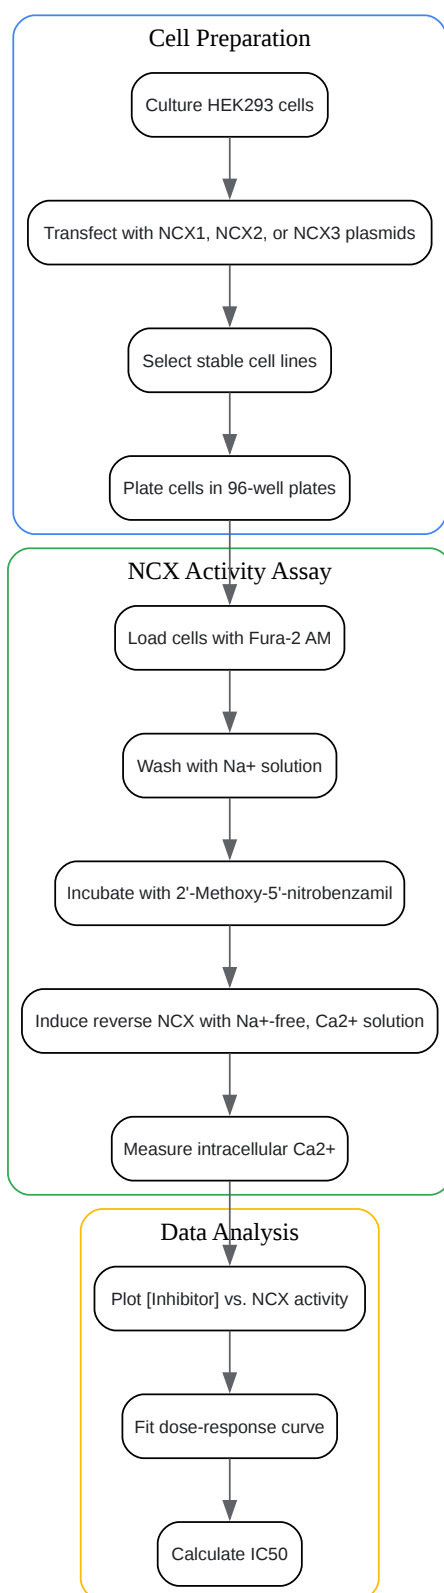 Cell Preparation
Culture HEK293 cells
Transfect with NCX1, NCX2, or NCX3 plasmids
Select stable cell lines
Plate cells in 96-well plates
NCX Activity Assay
Load cells with Fura-2 AM
Wash with Na+ solution
Incubate with 2'-Methoxy-5'-nitrobenzamil
Induce reverse NCX with Na+-free, Ca2+ solution
Measure intracellular Ca2+
Data Analysis
Plot [Inhibitor] vs. NCX activity
Fit dose-response curve
Calculate IC50